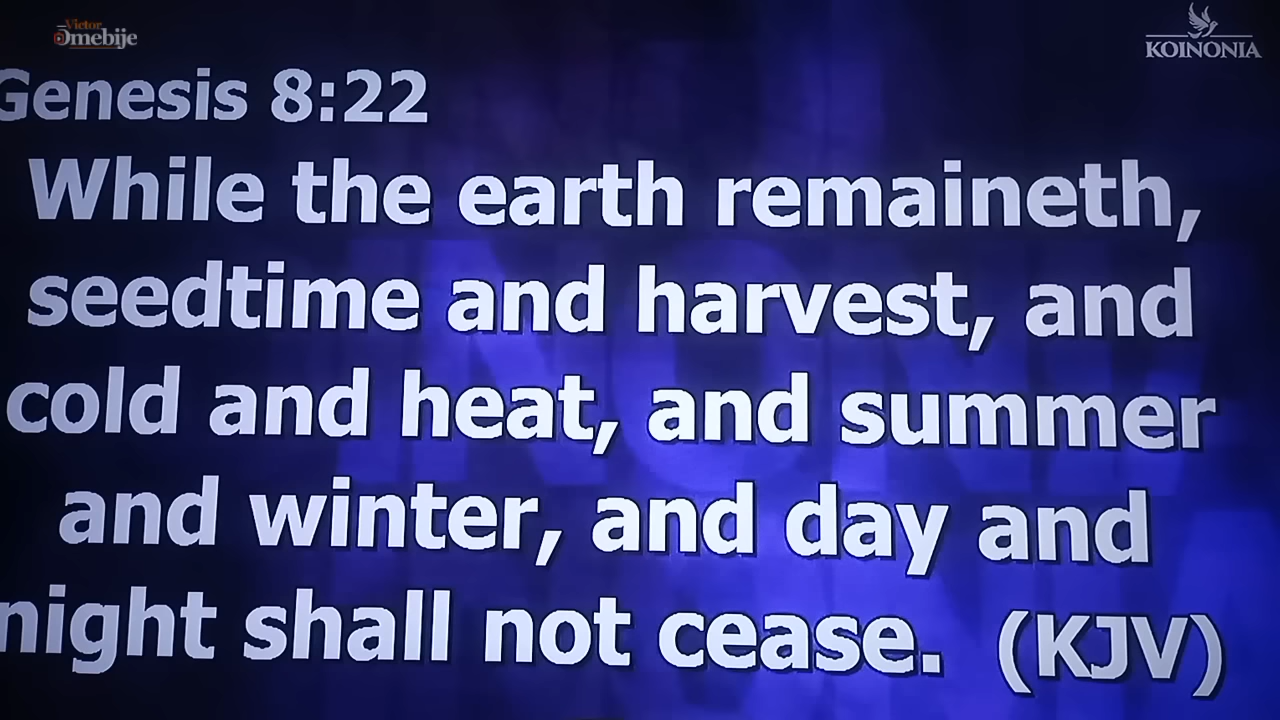 Victor
Omebije
KOINONIA
Genesis 8:22
While the earth remaineth,
seedtime and harvest, and
cold and heat, and summer
and winter, and day and
night shall not cease. (KJV)